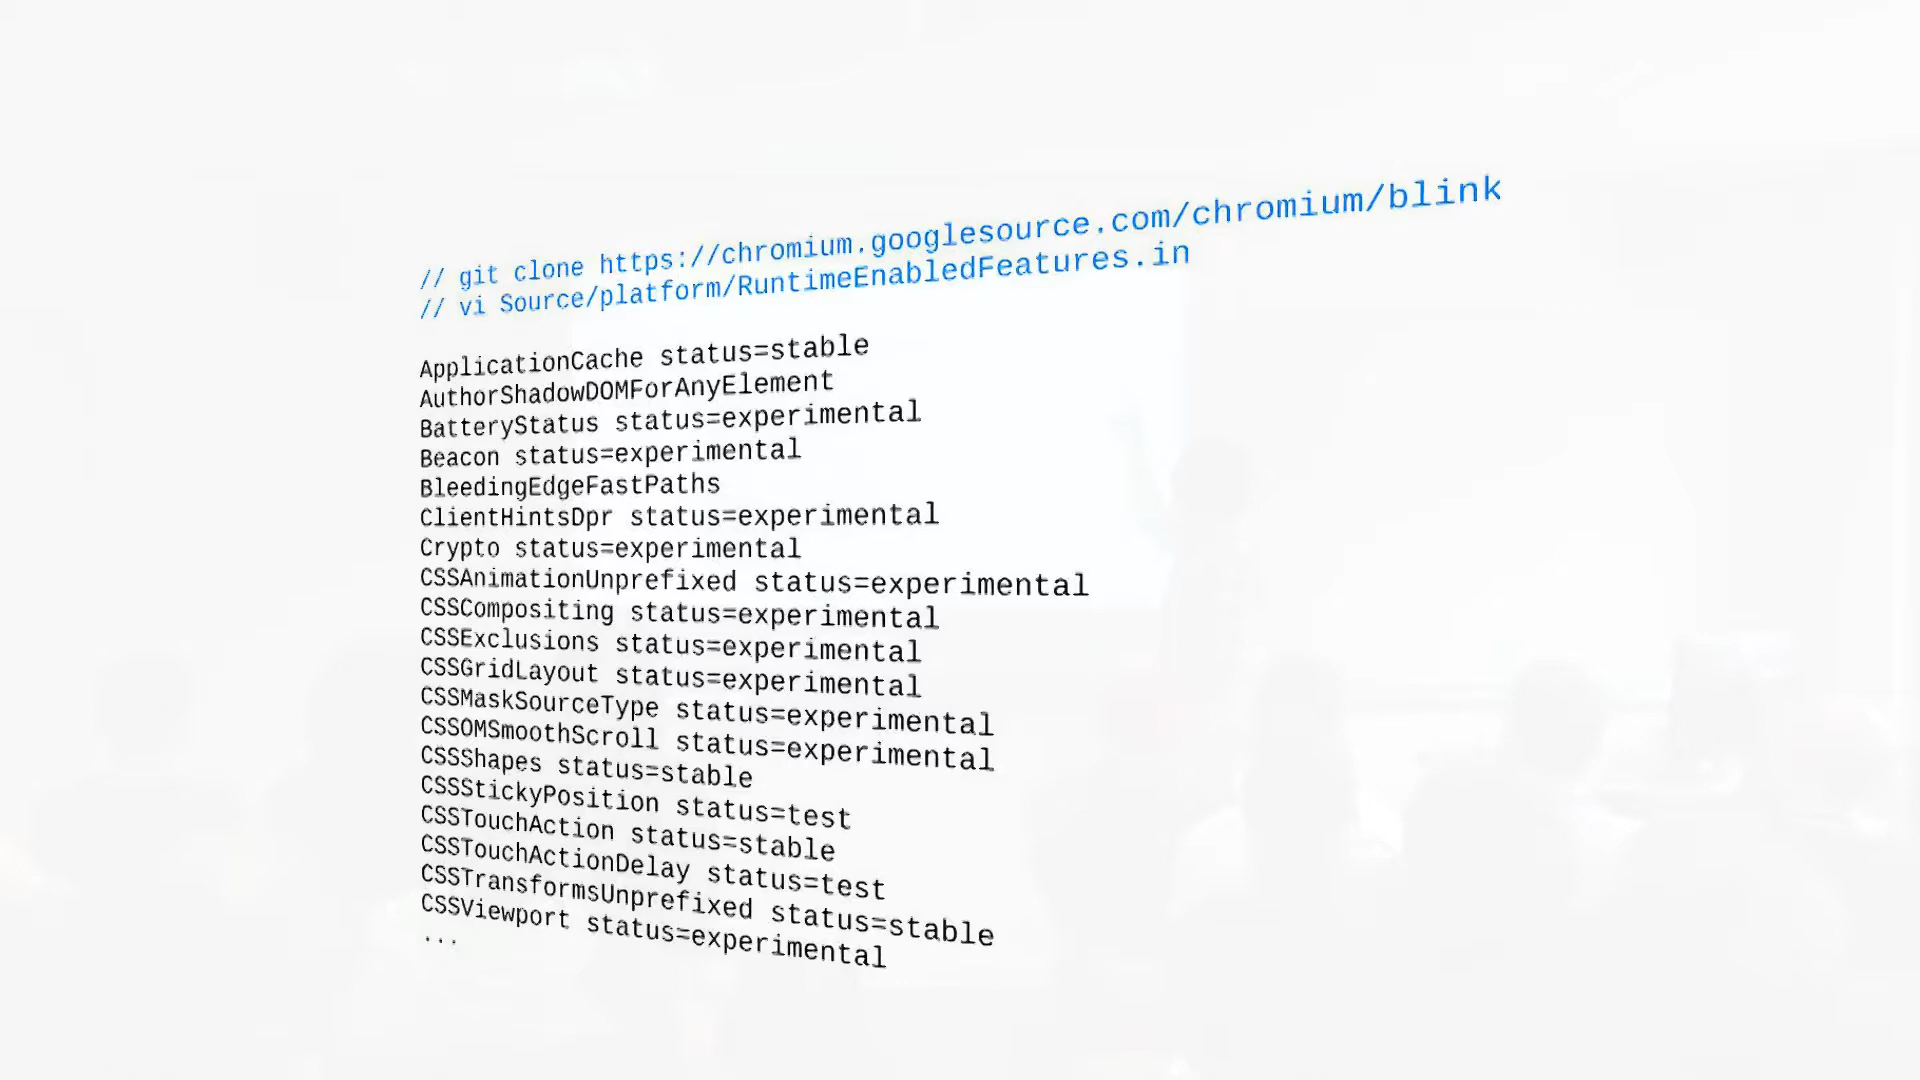 // git clone https://chromium.googlesource.com/chromium/blink
// vi Source/platform/RuntimeEnabledFeatures.in
ApplicationCache status=stable
AuthorShadowDOMForAnyElement
BatteryStatus status=experimental
Beacon status=experimental
BleedingEdgeFastPaths
ClientHintsDpr status=experimental
Crypto status=experimental
CSSAnimationUnprefixed status=experimental
CSSCompositing status=experimental
CSSExclusions status=experimental
CSSGridLayout status=experimental
CSSMaskSourceType status=experimental
CSSOMSmoothScroll status=experimental
CSSShapes status=stable
CSSStickyPosition status=test
CSSTouchAction status=stable
CSSTouchActionDelay status=test
CSSTransformsUnprefixed status=stable
CSSViewport status=experimental
...